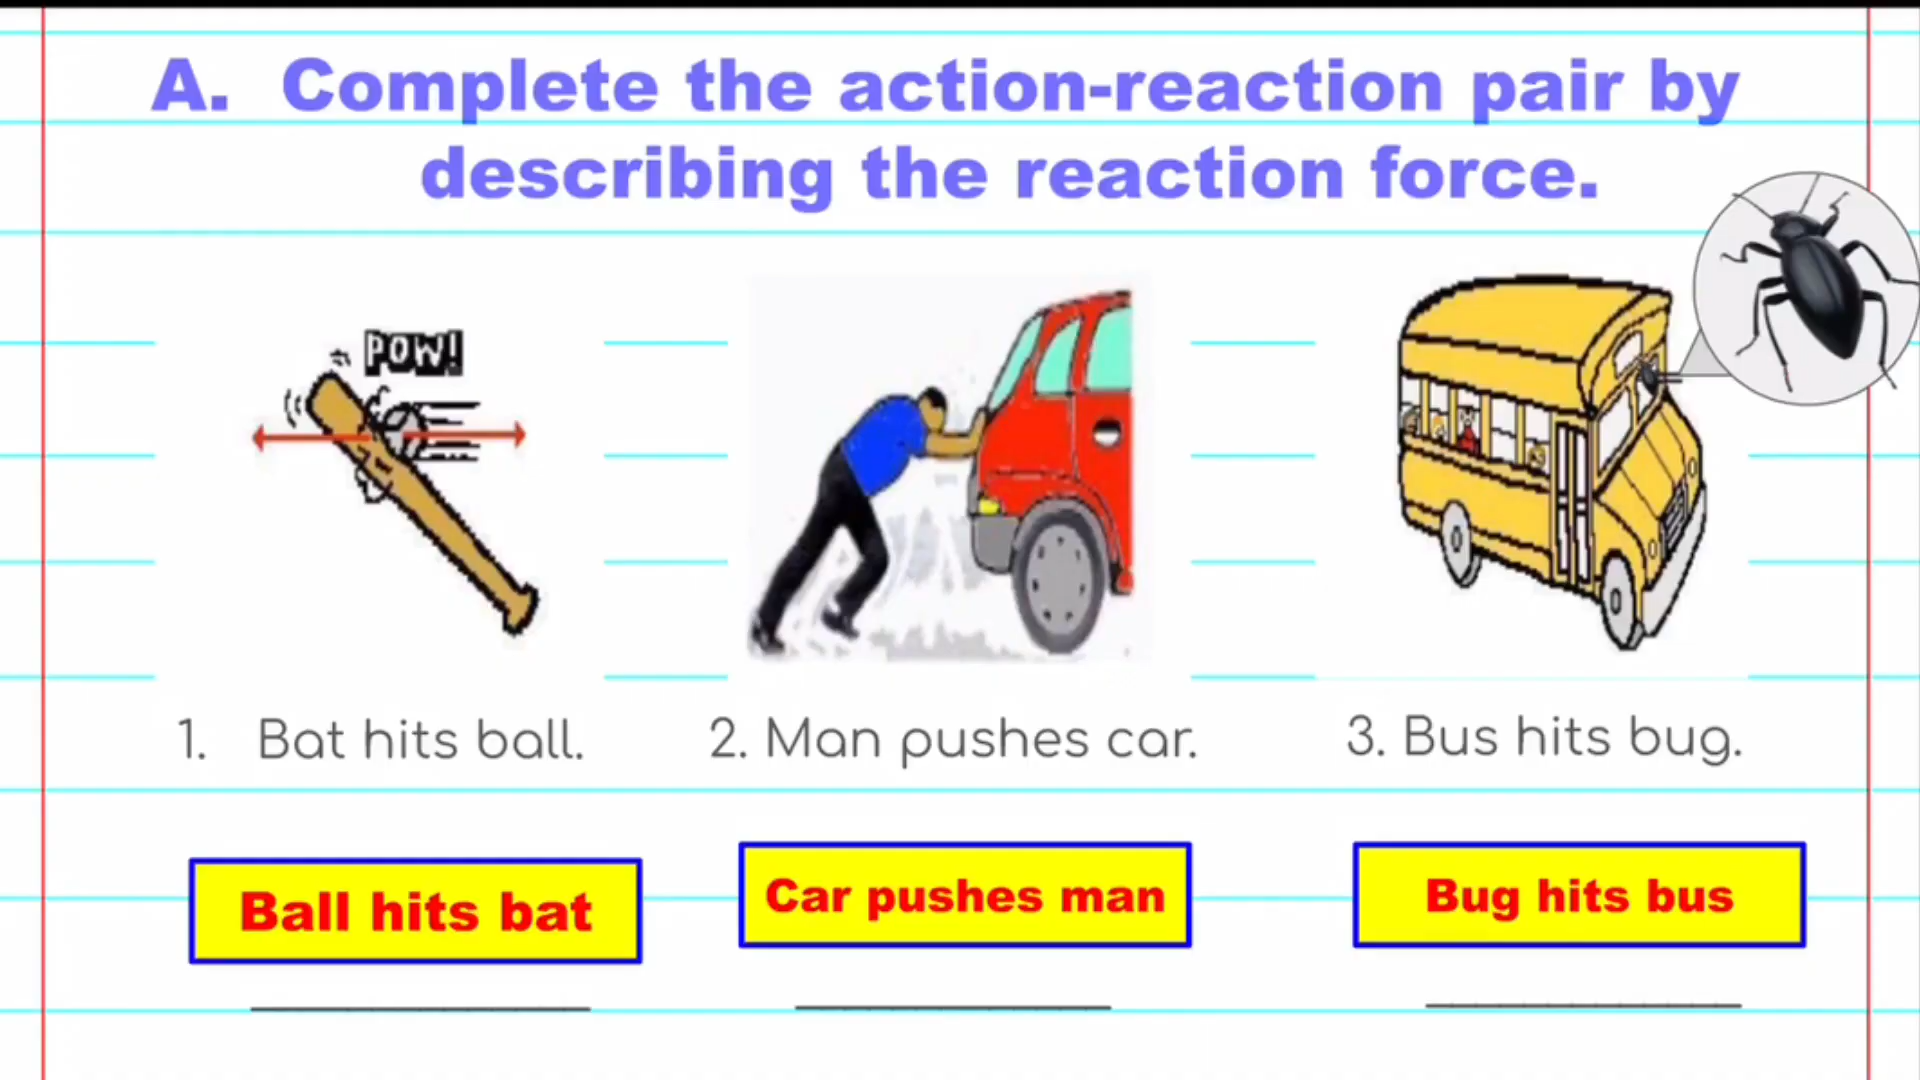 A. Complete the action-reaction pair by
describing the reaction force.
POW!
1. Bat hits ball.
2. Man pushes car.
3. Bus hits bug.
Ball hits bat
Car pushes man
Bug hits bus